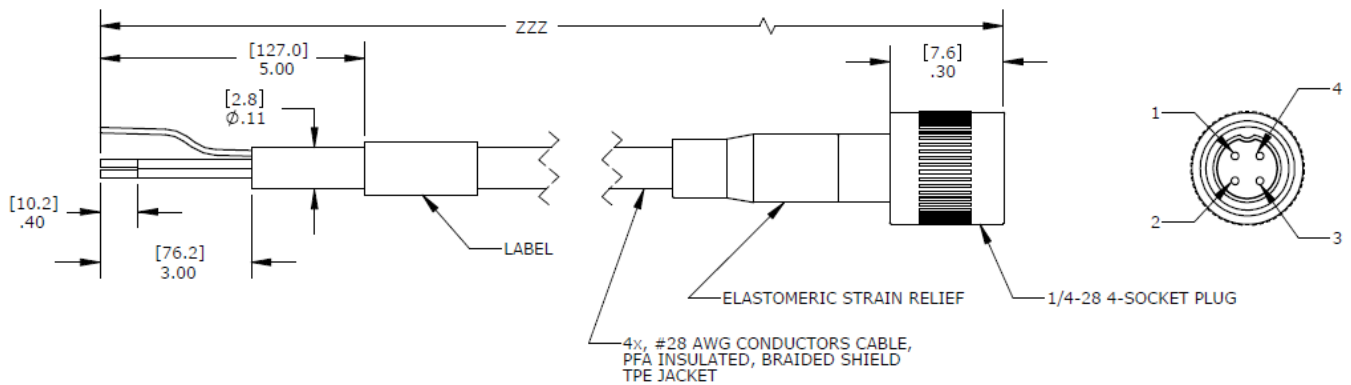 ZZZ
[127.0]
5.00
[7.6]
.30
[2.8]
Ø.11
1
4
2
3
[10.2]
.40
[76.2]
3.00
LABEL
ELASTOMERIC STRAIN RELIEF
1/4-28 4-SOCKET PLUG
4x, #28 AWG CONDUCTORS CABLE,
PFA INSULATED, BRAIDED SHIELD
TPE JACKET